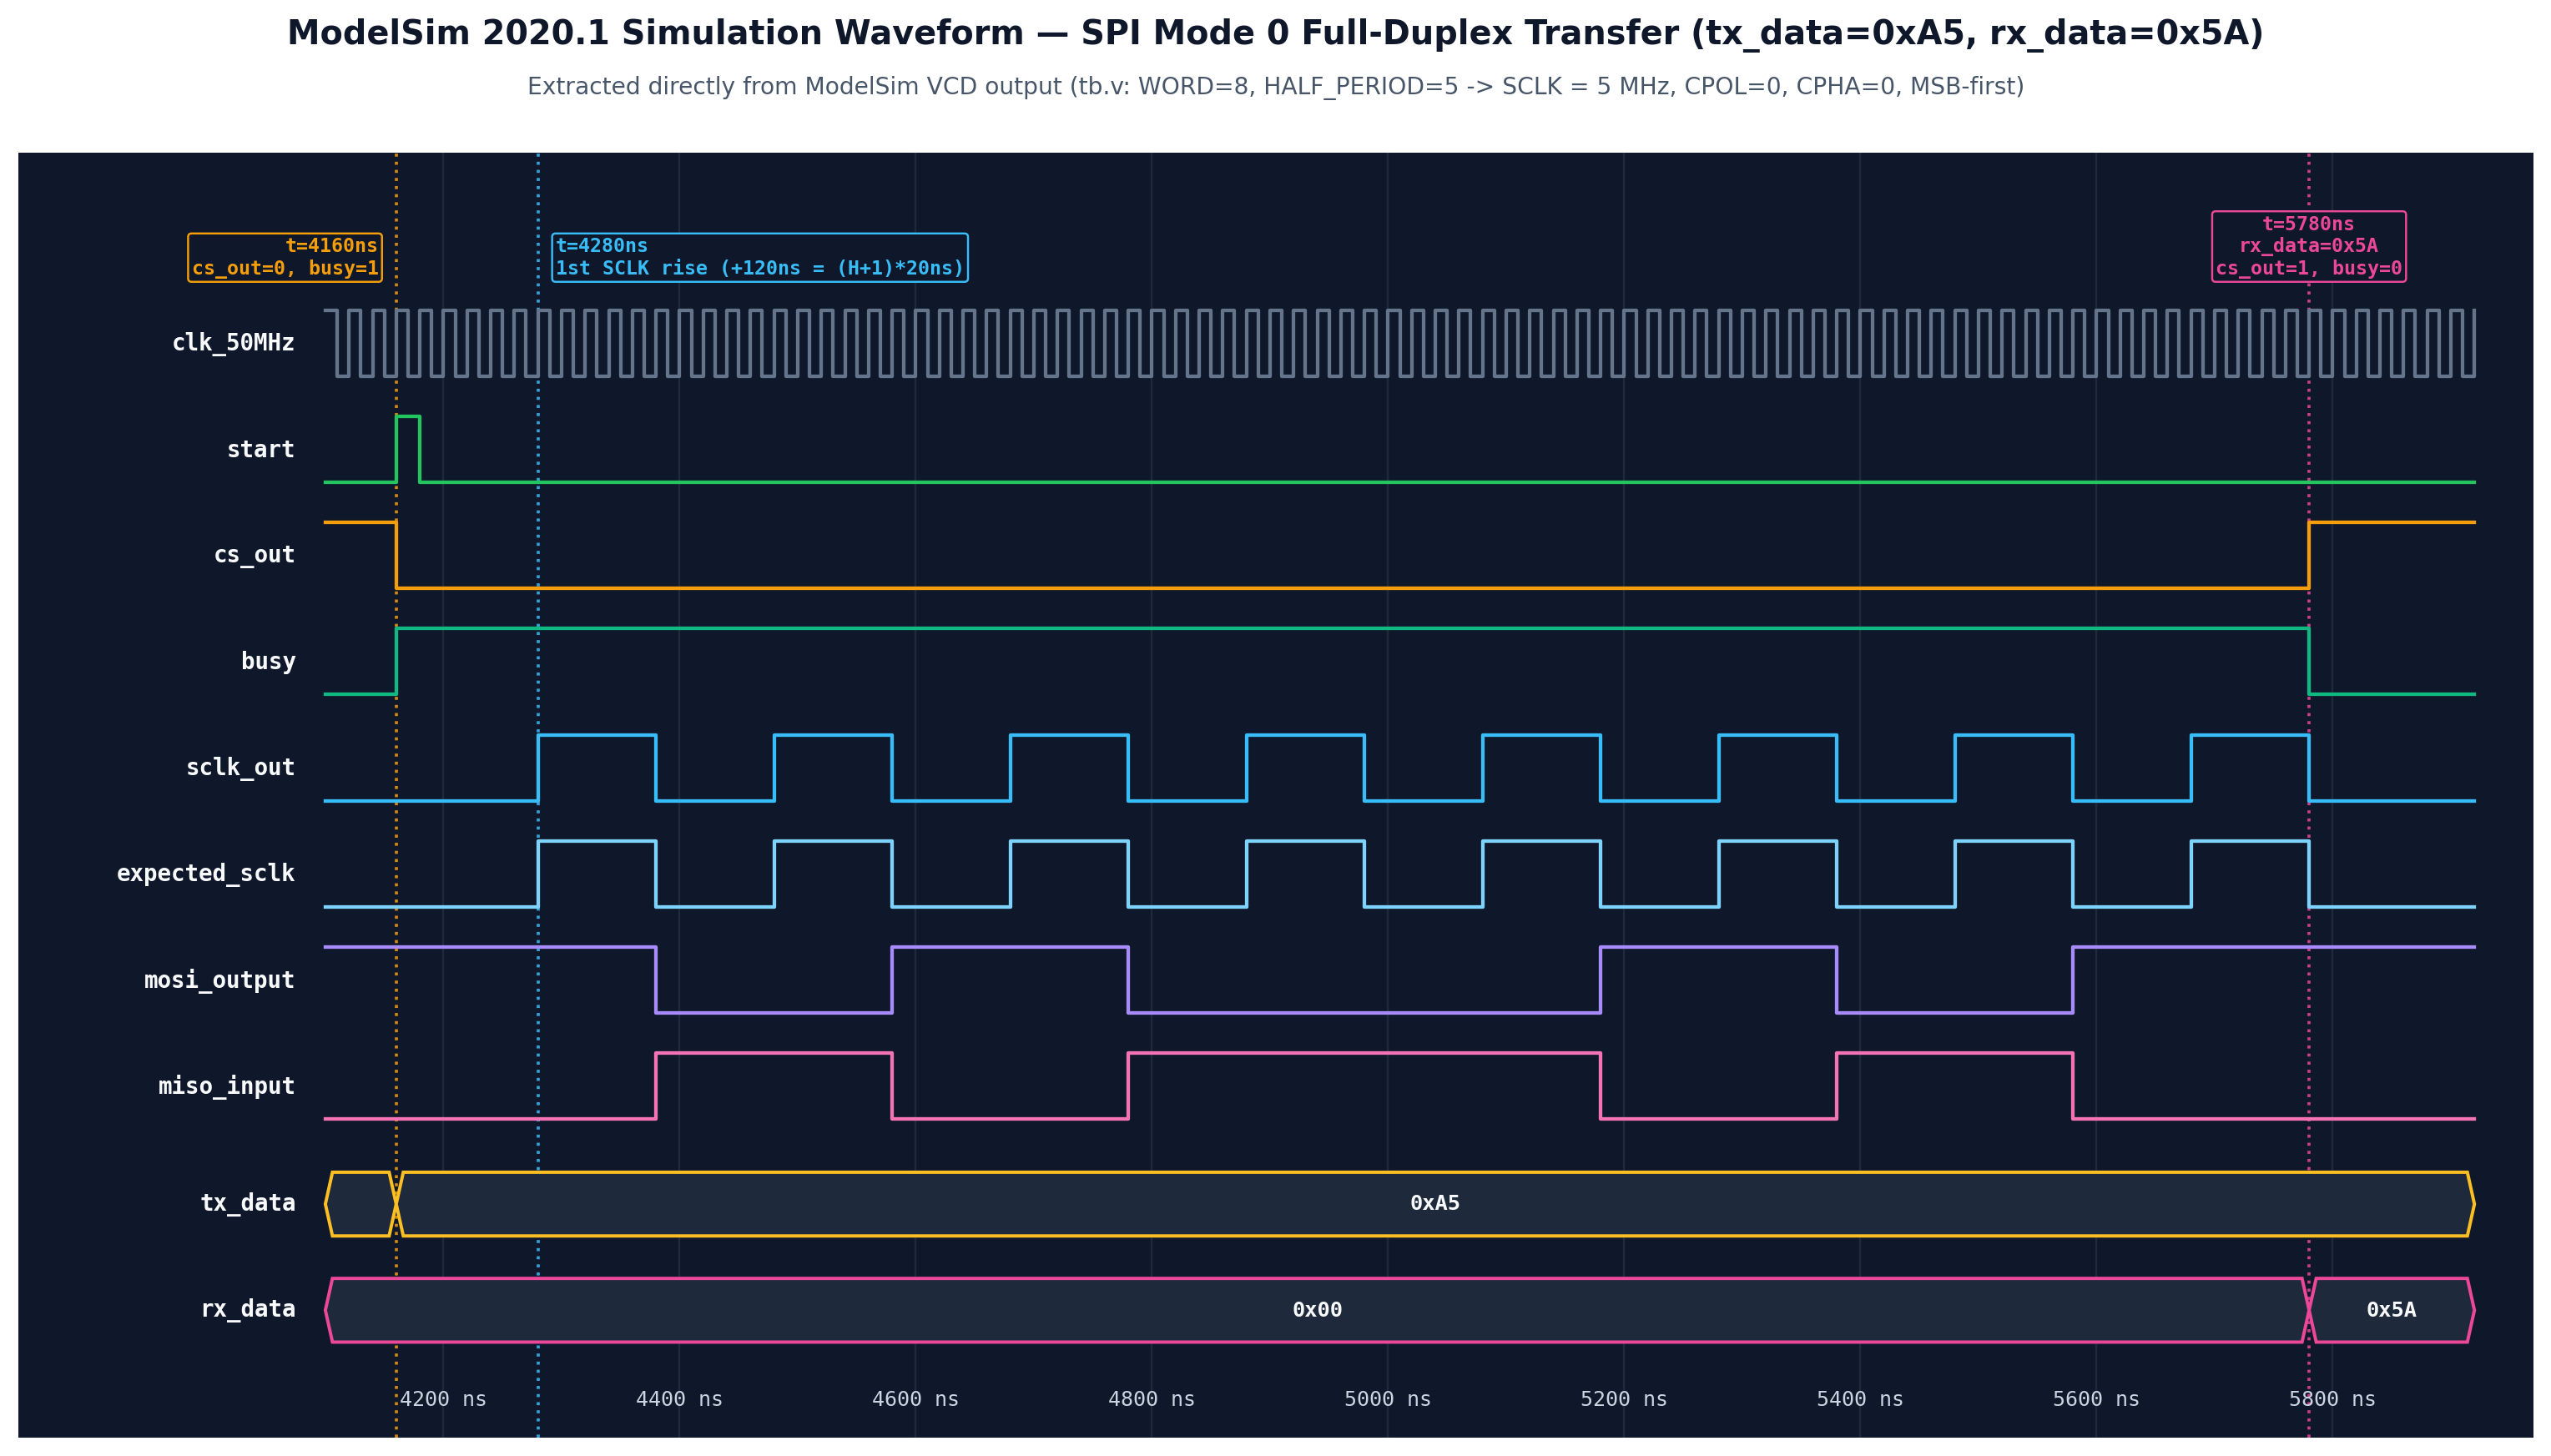 ModelSim 2020.1 Simulation Waveform — SPI Mode 0 Full-Duplex Transfer (tx_data=0xA5, rx_data=0x5A)
Extracted directly from ModelSim VCD output (tb.v: WORD=8, HALF_PERIOD=5 -> SCLK = 5 MHz, CPOL=0, CPHA=0, MSB-first)
t=4160ns
cs_out=0, busy=1
t=4280ns
1st SCLK rise (+120ns = (H+1)*20ns)
t=5780ns
rx_data=0x5A
cs_out=1, busy=0
clk_50MHz
start
cs_out
busy
sclk_out
expected_sclk
mosi_output
miso_input
tx_data
0xA5
rx_data
0x00
0x5A
4200 ns
4400 ns
4600 ns
4800 ns
5000 ns
5200 ns
5400 ns
5600 ns
5800 ns